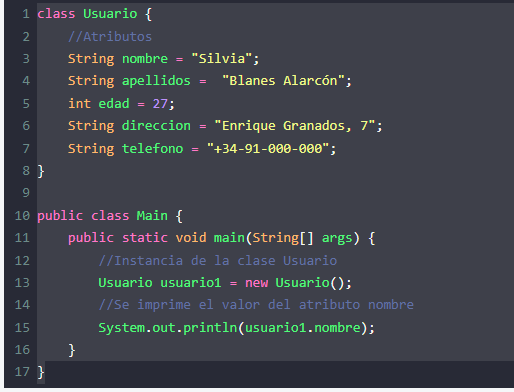 1 class Usuario {
2     //Atributos
3     String nombre = "Silvia";
4     String apellidos =  "Blanes Alarcón";
5     int edad = 27;
6     String direccion = "Enrique Granados, 7";
7     String telefono = "+34-91-000-000";
8 }
9
10 public class Main {
11     public static void main(String[] args) {
12         //Instancia de la clase Usuario
13         Usuario usuario1 = new Usuario();
14         //Se imprime el valor del atributo nombre
15         System.out.println(usuario1.nombre);
16     }
17 }